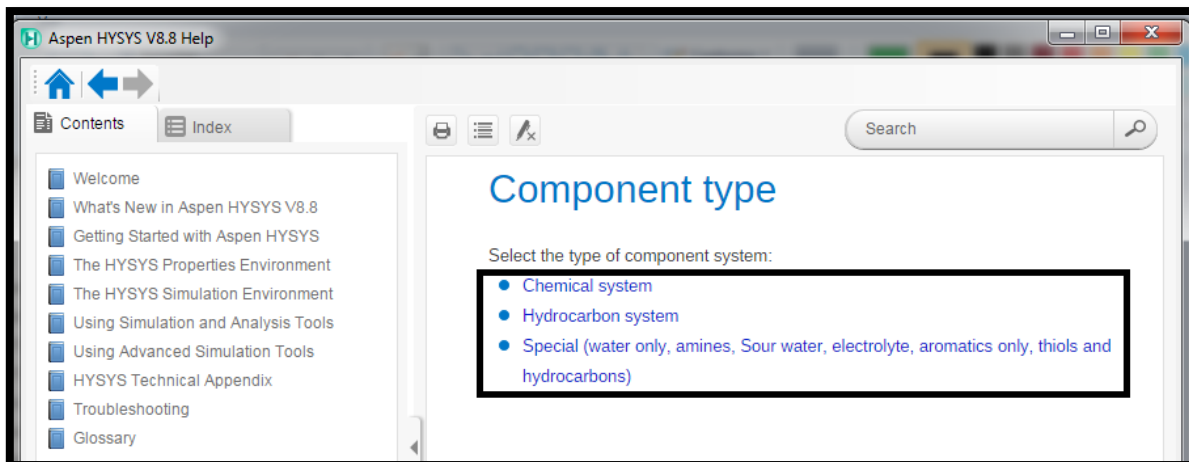 Aspen HYSYS V8.8 Help
Contents
Index
Search
Welcome
What's New in Aspen HYSYS V8.8
Getting Started with Aspen HYSYS
The HYSYS Properties Environment
The HYSYS Simulation Environment
Using Simulation and Analysis Tools
Using Advanced Simulation Tools
HYSYS Technical Appendix
Troubleshooting
Glossary
Component type
Select the type of component system:
Chemical system
Hydrocarbon system
Special (water only, amines, Sour water, electrolyte, aromatics only, thiols and
hydrocarbons)